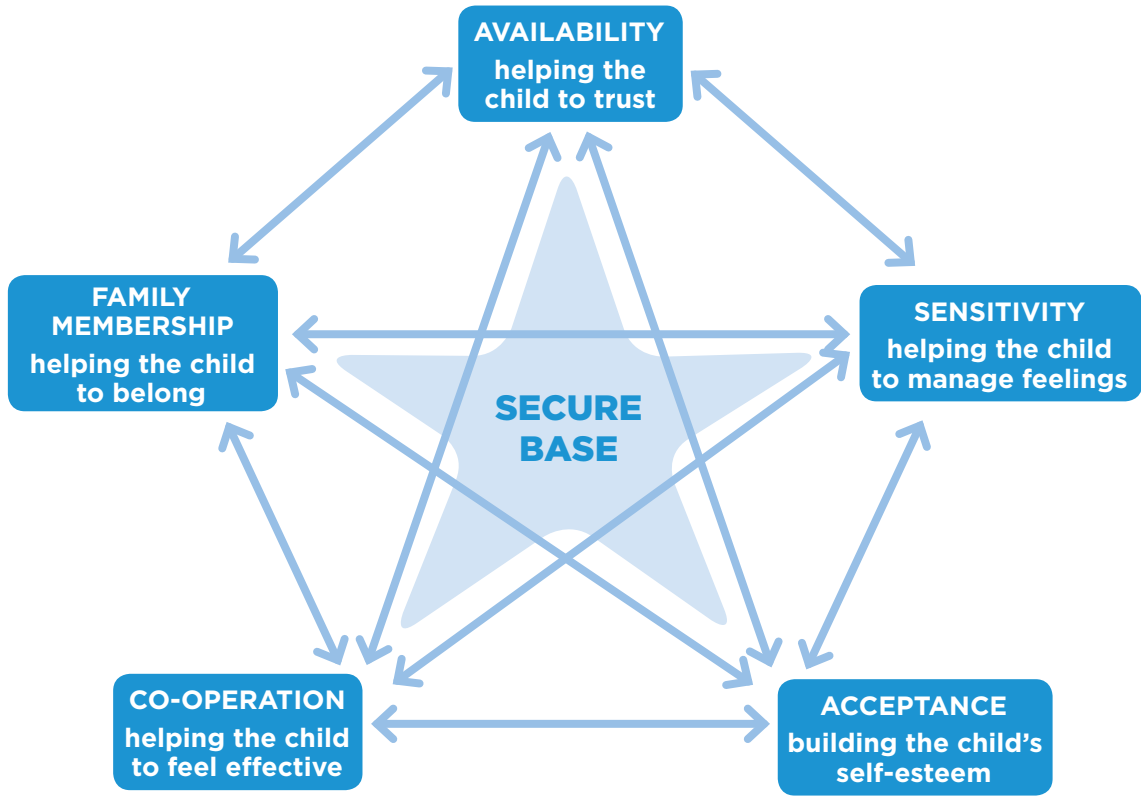 AVAILABILITY
helping the
child to trust
FAMILY
MEMBERSHIP
helping the child
to belong
SENSITIVITY
helping the child
to manage feelings
SECURE
BASE
CO-OPERATION
helping the child
to feel effective
ACCEPTANCE
building the child’s
self-esteem